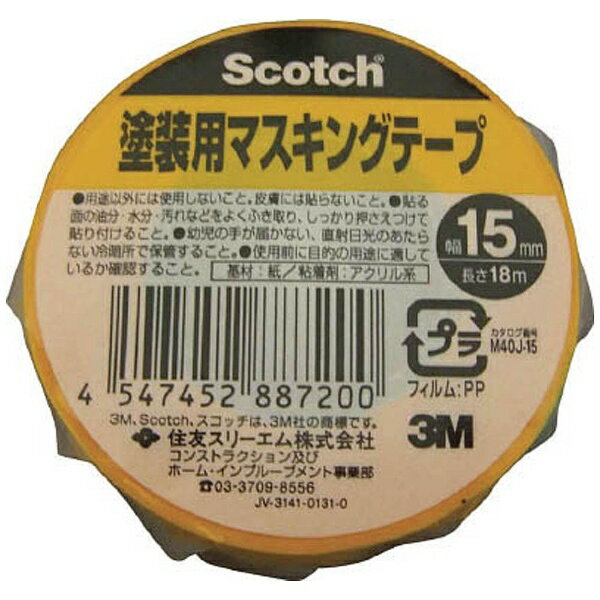 Scotch®
塗装用マスキングテープ
●用途以外には使用しないこと。皮膚には貼らないこと。●貼る
面の油分・水分・汚れなどをよくふき取り、しっかり押さえつけて
貼り付けること。●幼児の手が届かない、直射日光のあたら
ない冷暗所で保管すること。●使用前に目的の用途に適して
いるか確認すること。
基材：紙／粘着剤：アクリル系
幅15mm
長さ18m
プラ
カタログ番号
M40J-15
フィルム：PP
4 547452 887200
3M、Scotch、スコッチは、3M社の商標です。
3M
住友スリーエム株式会社
コンストラクション及び
ホーム・インプルーブメント事業部
☎03-3709-8556
JV-3141-0131-0